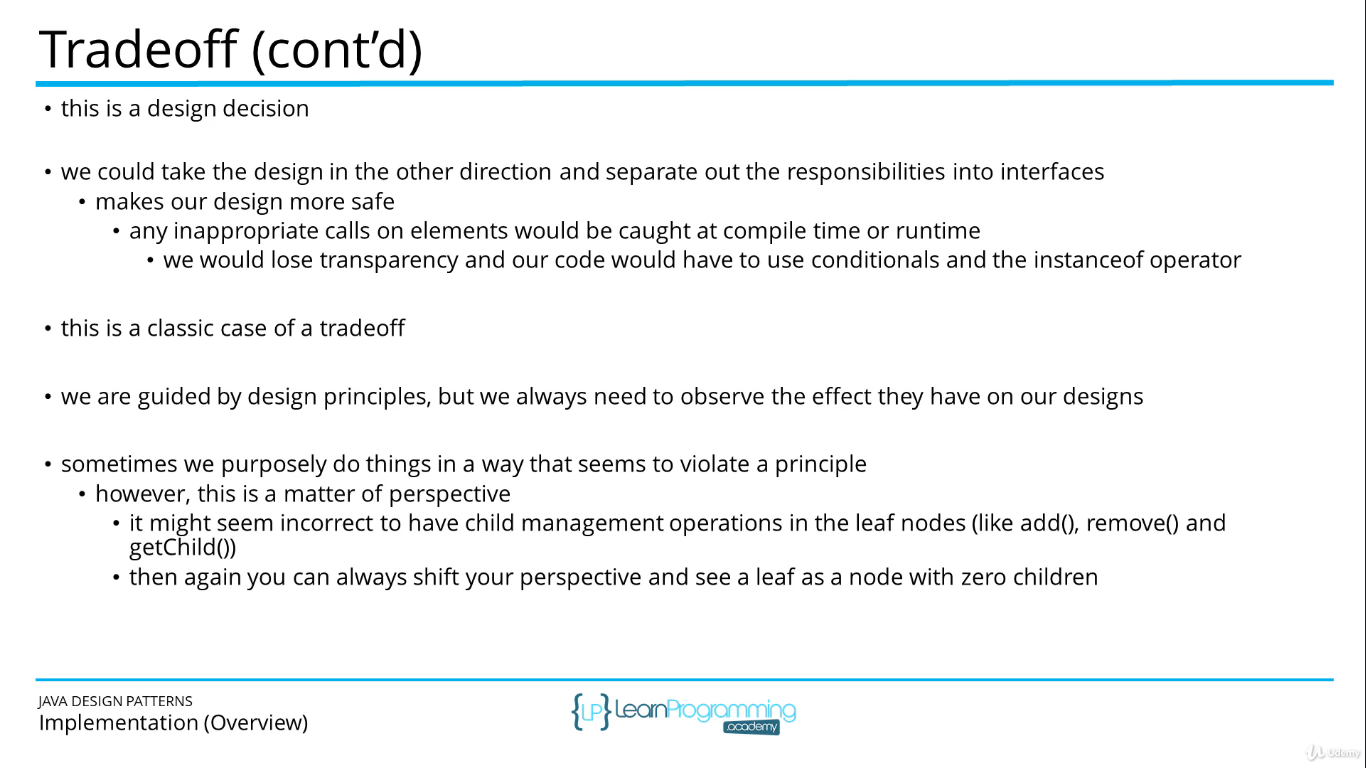 Tradeoff (cont’d)
• this is a design decision
• we could take the design in the other direction and separate out the responsibilities into interfaces
• makes our design more safe
• any inappropriate calls on elements would be caught at compile time or runtime
• we would lose transparency and our code would have to use conditionals and the instanceof operator
• this is a classic case of a tradeoff
• we are guided by design principles, but we always need to observe the effect they have on our designs
• sometimes we purposely do things in a way that seems to violate a principle
• however, this is a matter of perspective
• it might seem incorrect to have child management operations in the leaf nodes (like add(), remove() and
getChild())
• then again you can always shift your perspective and see a leaf as a node with zero children
JAVA DESIGN PATTERNS
Implementation (Overview)
{LP} LearnProgramming
.academy
Udemy